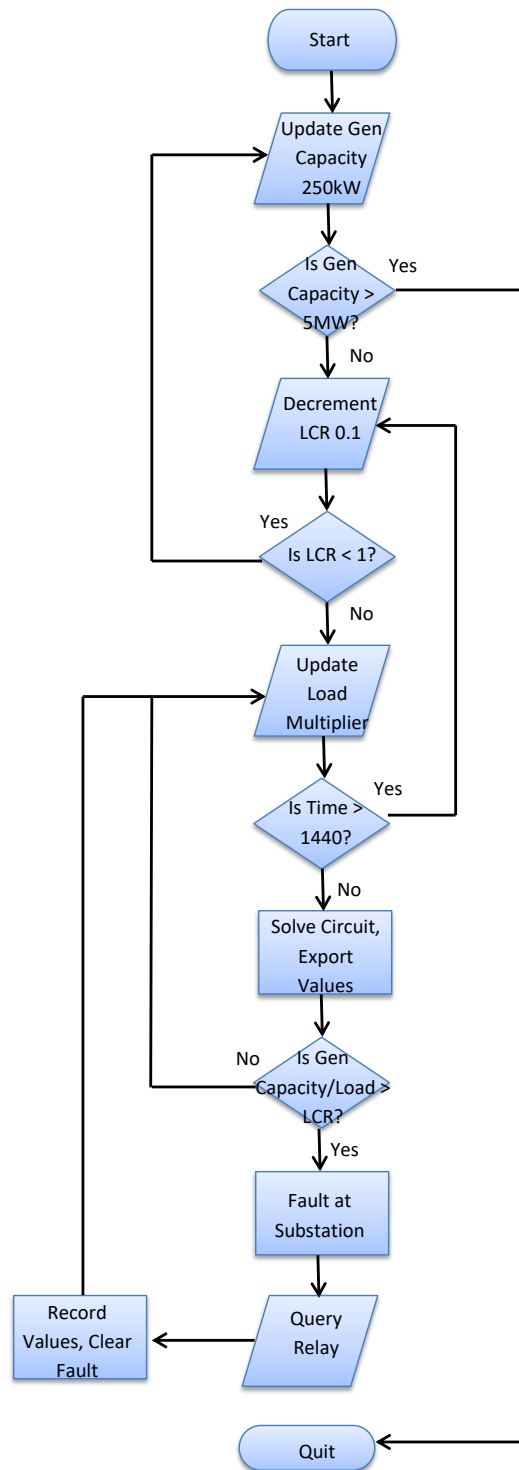 Start
Update Gen
Capacity
250kW
Is Gen
Capacity >
5MW?
Yes
No
Decrement
LCR 0.1
Yes
Is LCR < 1?
No
Update
Load
Multiplier
Is Time >
1440?
Yes
No
Solve Circuit,
Export
Values
No
Is Gen
Capacity/Load >
LCR?
Yes
Fault at
Substation
Query
Relay
Record
Values, Clear
Fault
Quit